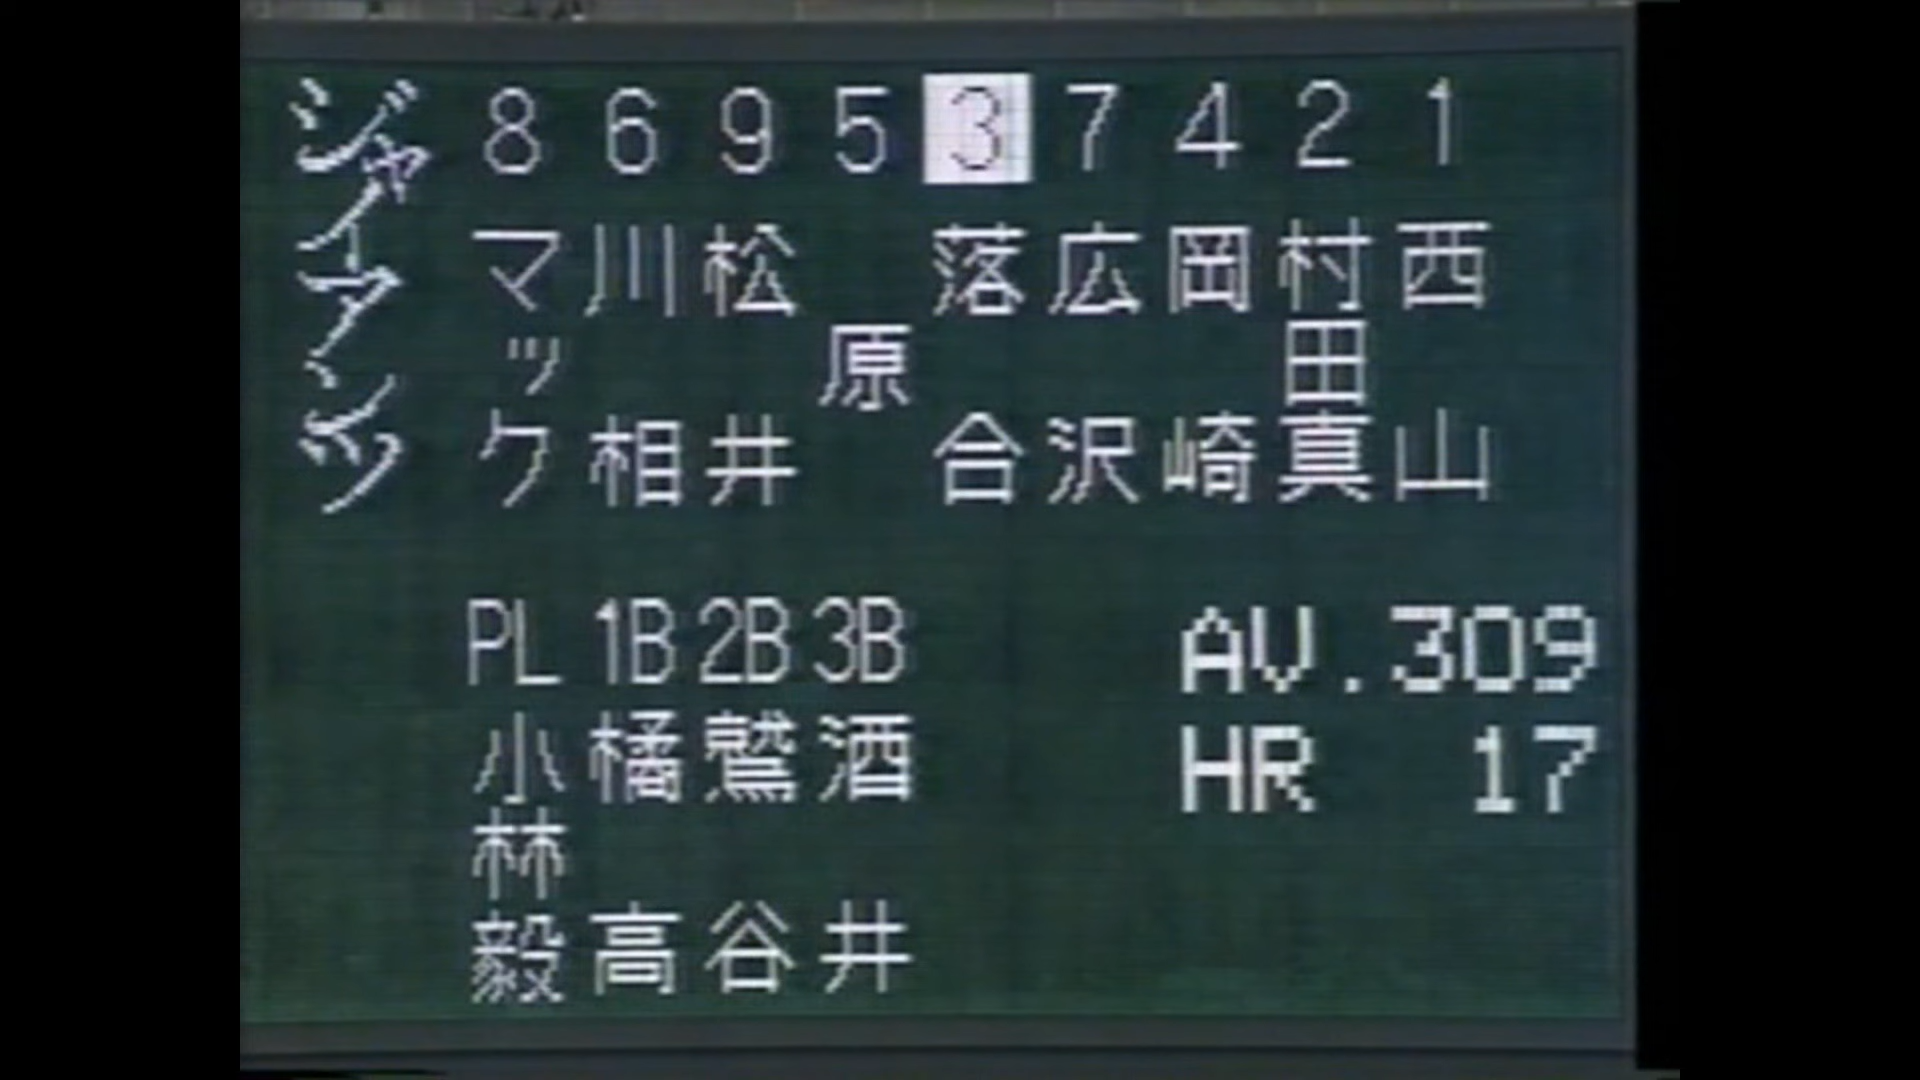 ジャイアンツ
8 6 9 5 3 7 4 2 1
マック
川相
松井
原
落合
広沢
岡崎
村田真
西山
PL 1B 2B 3B
小林毅
橘高
鷲谷
酒井
AV.309
HR 17